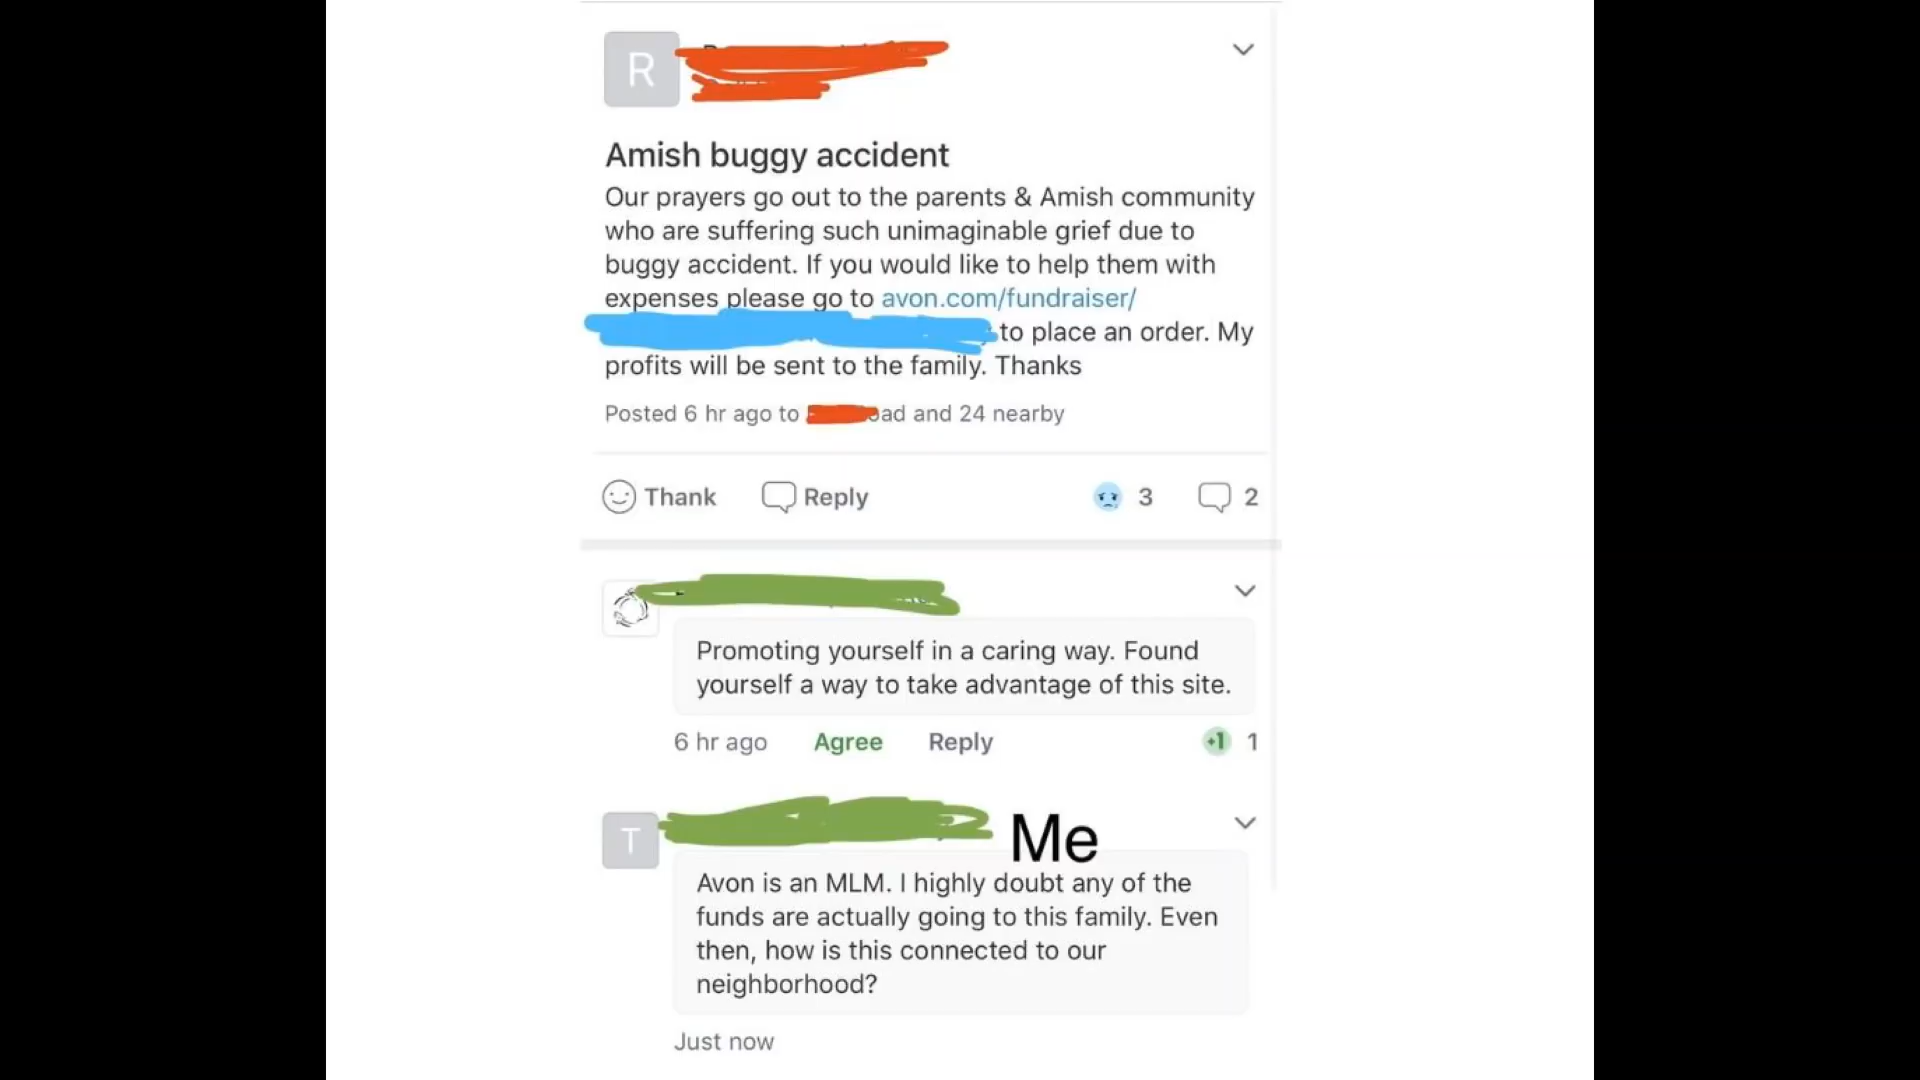 R
Amish buggy accident
Our prayers go out to the parents & Amish community
who are suffering such unimaginable grief due to
buggy accident. If you would like to help them with
expenses please go to avon.com/fundraiser/
to place an order. My
profits will be sent to the family. Thanks
Posted 6 hr ago to ad and 24 nearby
Thank Reply 3 2
Promoting yourself in a caring way. Found
yourself a way to take advantage of this site.
6 hr ago Agree Reply +1 1
T Me
Avon is an MLM. I highly doubt any of the
funds are actually going to this family. Even
then, how is this connected to our
neighborhood?
Just now